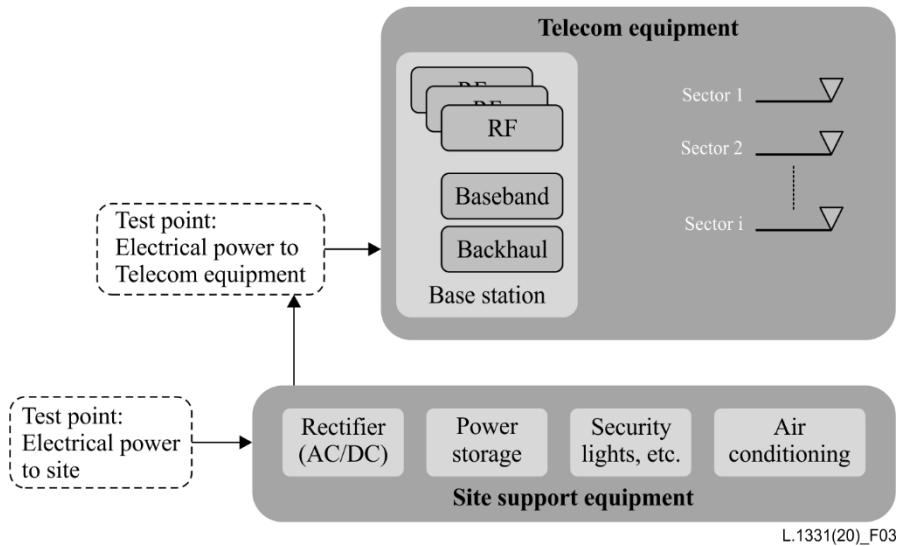 Telecom equipment
RF
RF
RF
Baseband
Backhaul
Base station
Sector 1
Sector 2
Sector i
Test point:
Electrical power to
Telecom equipment
Test point:
Electrical power
to site
Rectifier
(AC/DC)
Power
storage
Security
lights, etc.
Air
conditioning
Site support equipment
L.1331(20)_F03